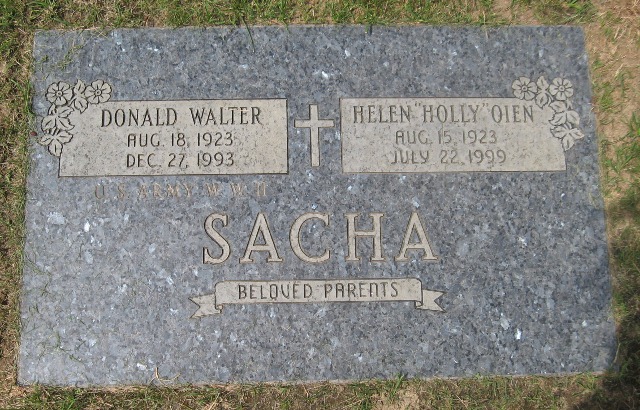 DONALD WALTER
AUG. 18, 1923
DEC. 27, 1993
U.S. ARMY W.W. II
HELEN "HOLLY" OIEN
AUG. 15, 1923
JULY 22, 1999
SACHA
BELOVED PARENTS